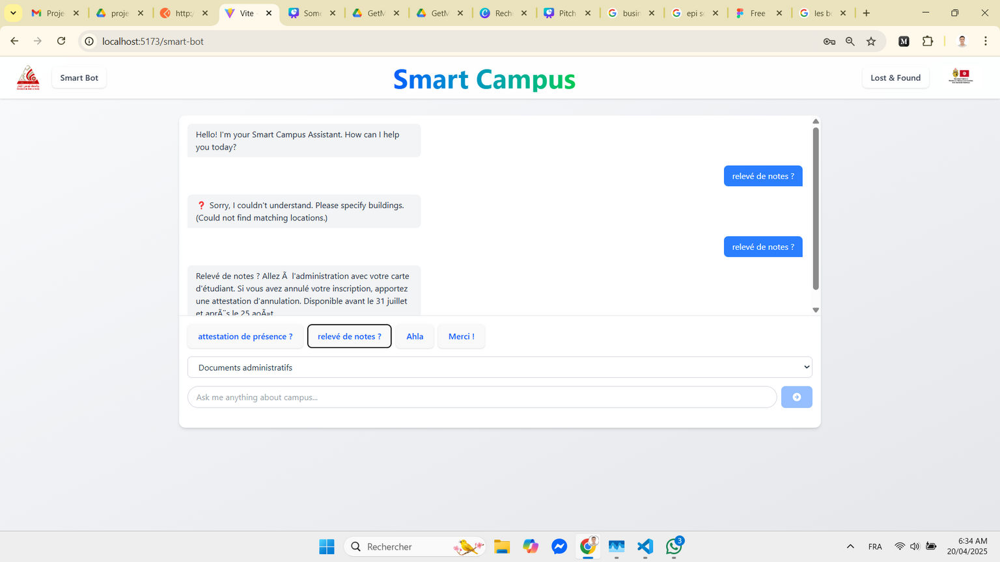 Proje
proje
http:/
Vite
Some
GetM
GetM
Rech
Pitch
busin
epi s
Free
les b
localhost:5173/smart-bot
Smart Bot
Smart Campus
Lost & Found
Hello! I'm your Smart Campus Assistant. How can I help
you today?
relevé de notes ?
❓ Sorry, I couldn't understand. Please specify buildings.
(Could not find matching locations.)
relevé de notes ?
Relevé de notes ? Allez Ã  l'administration avec votre carte
d'étudiant. Si vous avez annulé votre inscription, apportez
une attestation d'annulation. Disponible avant le 31 juillet
et aprÃ¨s le 25 aoÃ»t
attestation de présence ?
relevé de notes ?
Ahla
Merci !
Documents administratifs
Ask me anything about campus...
Rechercher
3
FRA
6:34 AM
20/04/2025